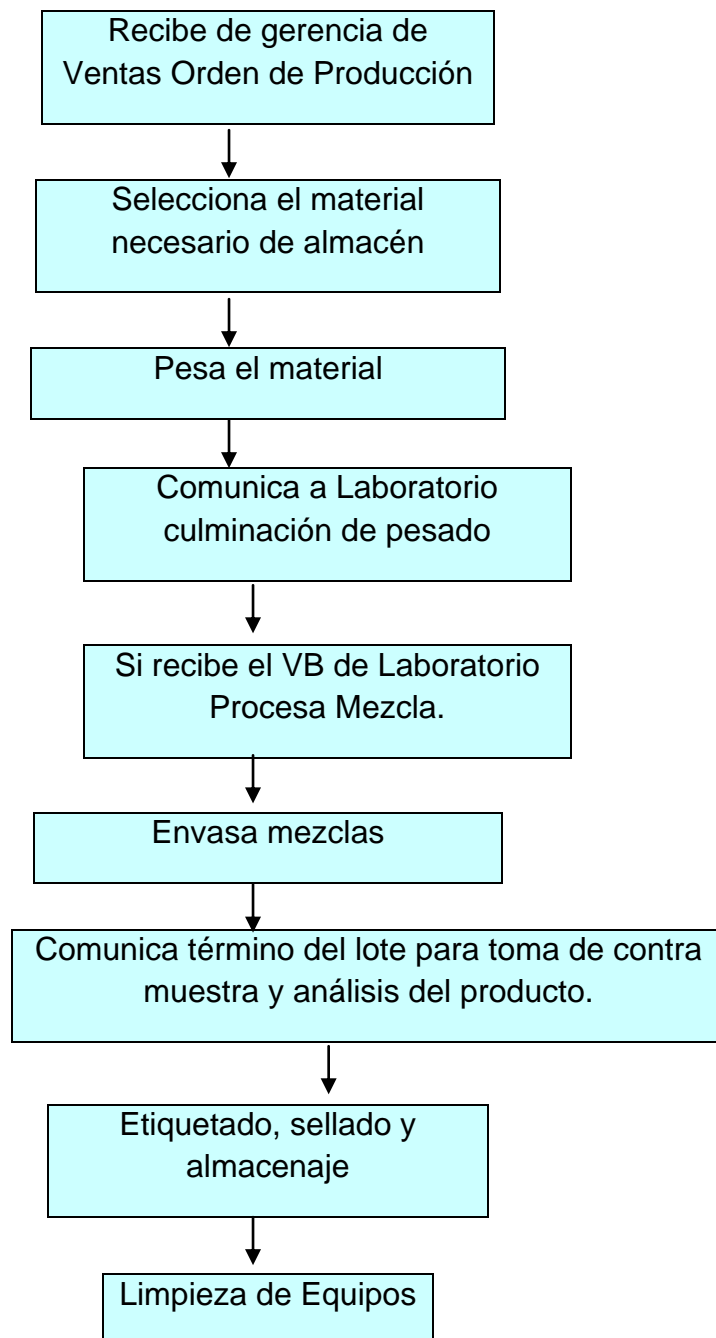 Recibe de gerencia de
Ventas Orden de Producción
Selecciona el material
necesario de almacén
Pesa el material
Comunica a Laboratorio
culminación de pesado
Si recibe el VB de Laboratorio
Procesa Mezcla.
Envasa mezclas
Comunica término del lote para toma de contra
muestra y análisis del producto.
Etiquetado, sellado y
almacenaje
Limpieza de Equipos